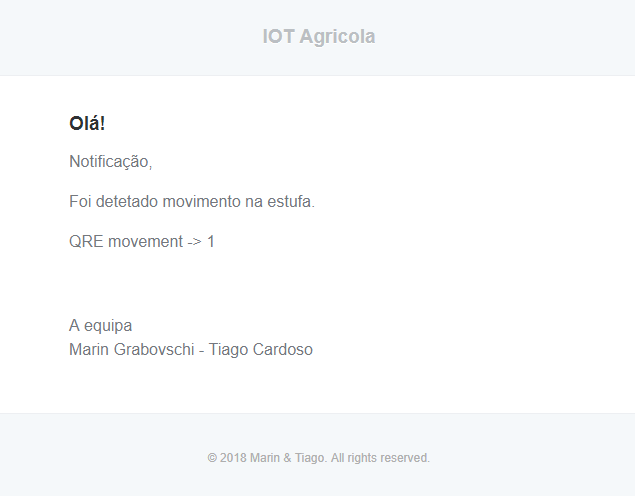 IOT Agricola
Olá!
Notificação,
Foi detetado movimento na estufa.
QRE movement -> 1
A equipa
Marin Grabovschi - Tiago Cardoso
© 2018 Marin & Tiago. All rights reserved.